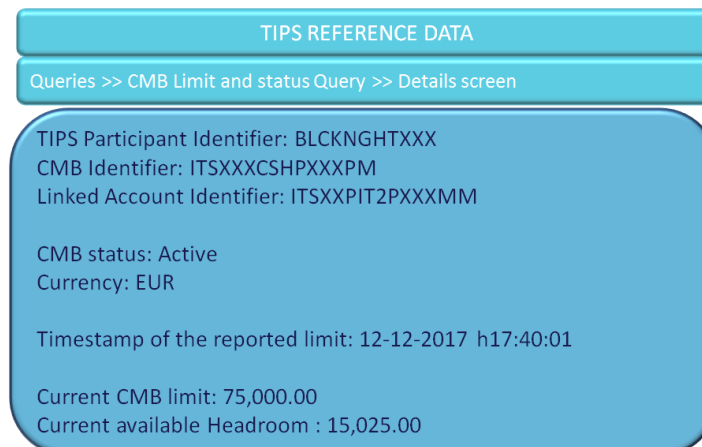 TIPS REFERENCE DATA
Queries >> CMB Limit and status Query >> Details screen
TIPS Participant Identifier: BLCKNGHTXXX
CMB Identifier: ITSXXXCSHPXXXPM
Linked Account Identifier: ITSXXPIT2PXXXMM
CMB status: Active
Currency: EUR
Timestamp of the reported limit: 12-12-2017 h17:40:01
Current CMB limit: 75,000.00
Current available Headroom : 15,025.00